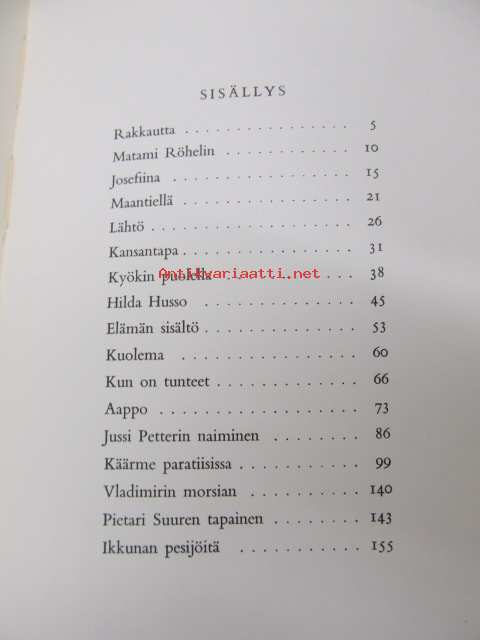 SISÄLLYS
Rakkautta . . . . . . . . . . . . . . . . 5
Matami Röhelin . . . . . . . . . . . . 10
Josefiina . . . . . . . . . . . . . . . 15
Maantiellä . . . . . . . . . . . . . . . 21
Lähtö . . . . . . . . . . . . . . . . . 26
Kansantapa . . . . . . . . . . . . . . . 31
Kyökin puolella . . . . . . . . . . . . 38
Antikvariaatti.net
Hilda Husso . . . . . . . . . . . . . 45
Elämän sisältö . . . . . . . . . . . . . 53
Kuolema . . . . . . . . . . . . . . 60
Kun on tunteet . . . . . . . . . . . . 66
Aappo . . . . . . . . . . . . . . . . 73
Jussi Petterin naiminen . . . . . . . . 86
Käärme paratiisissa . . . . . . . . . . 99
Vladimirin morsian . . . . . . . . . . 140
Pietari Suuren tapainen . . . . . . . . 143
Ikkunan pesijöitä . . . . . . . . . . . 155